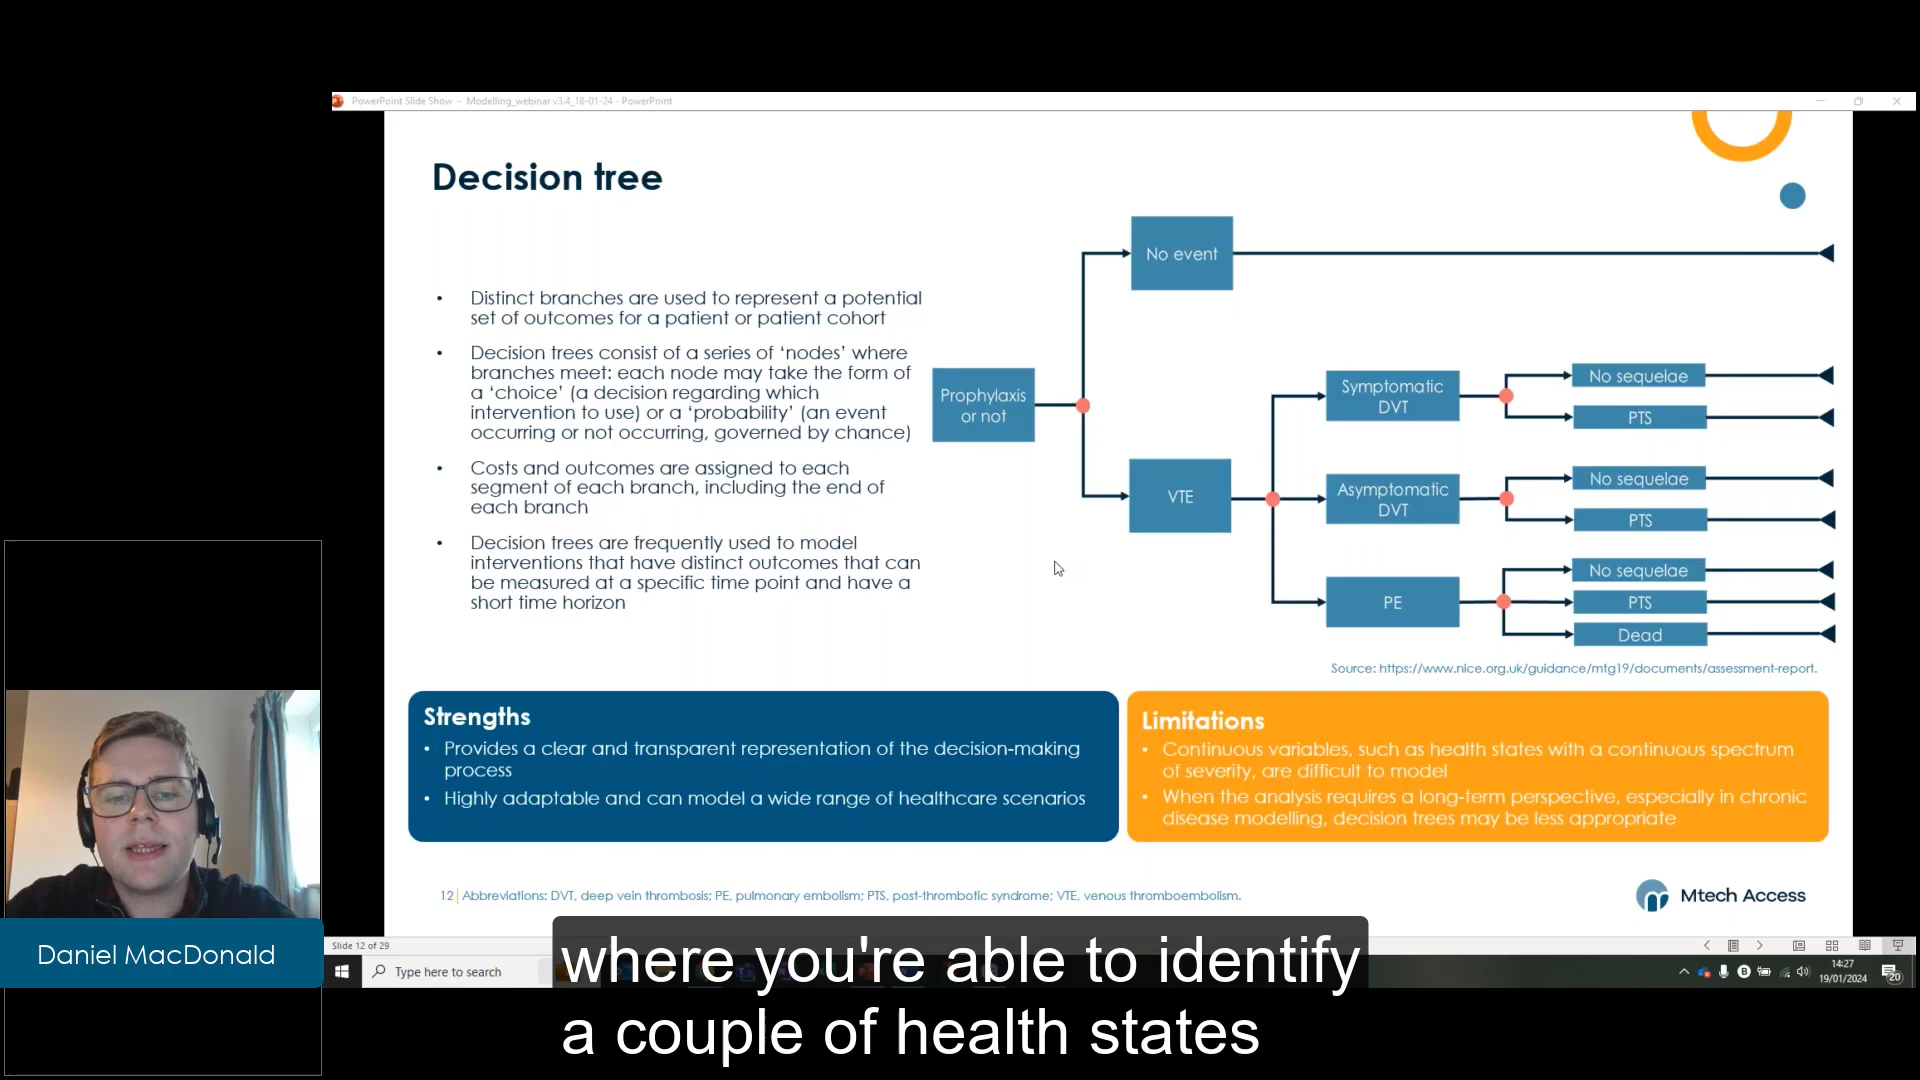 PowerPoint Slide Show - Modelling_webinar v3.4_18-01-24 - PowerPoint
Decision tree
• Distinct branches are used to represent a potential
set of outcomes for a patient or patient cohort
• Decision trees consist of a series of ‘nodes’ where
branches meet: each node may take the form of
a ‘choice’ (a decision regarding which
intervention to use) or a ‘probability’ (an event
occurring or not occurring, governed by chance)
• Costs and outcomes are assigned to each
segment of each branch, including the end of
each branch
• Decision trees are frequently used to model
interventions that have distinct outcomes that can
be measured at a specific time point and have a
short time horizon
Prophylaxis
or not
No event
VTE
Symptomatic
DVT
No sequelae
PTS
Asymptomatic
DVT
No sequelae
PTS
PE
No sequelae
PTS
Dead
Source: https://www.nice.org.uk/guidance/mtg19/documents/assessment-report.
Strengths
• Provides a clear and transparent representation of the decision-making
process
• Highly adaptable and can model a wide range of healthcare scenarios
Limitations
• Continuous variables, such as health states with a continuous spectrum
of severity, are difficult to model
• When the analysis requires a long-term perspective, especially in chronic
disease modelling, decision trees may be less appropriate
12 Abbreviations: DVT, deep vein thrombosis; PE, pulmonary embolism; PTS, post-thrombotic syndrome; VTE, venous thromboembolism.
Mtech Access
Daniel MacDonald
Slide 12 of 29
Type here to search
14:27
19/01/2024
20
where you're able to identify
a couple of health states